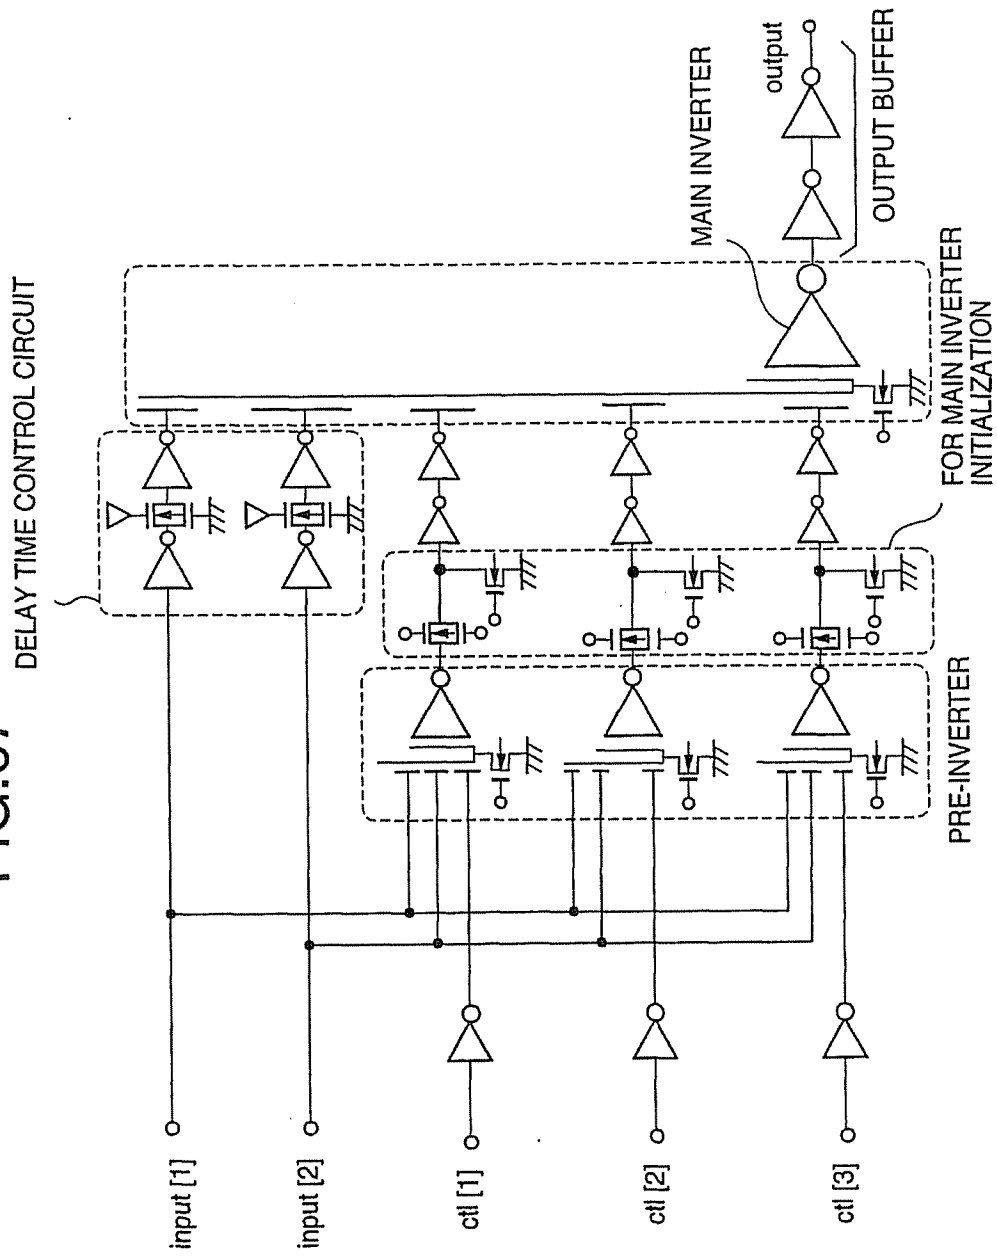 DELAY TIME CONTROL CIRCUIT
MAIN INVERTER
output
OUTPUT BUFFER
FOR MAIN INVERTER
INITIALIZATION
PRE-INVERTER
input [1]
input [2]
ctl [1]
ctl [2]
ctl [3]